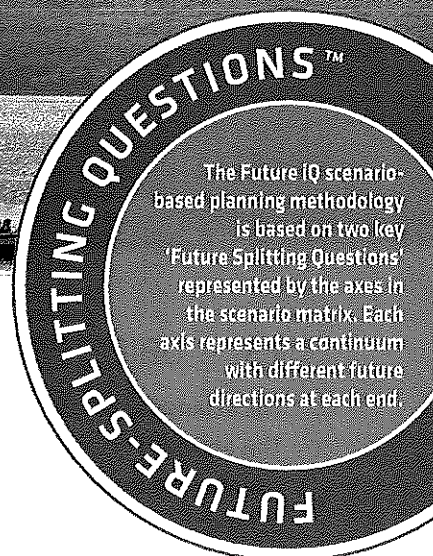 FUTURE-SPLITTING QUESTIONS™
The Future iQ scenario-
based planning methodology
is based on two key
'Future Splitting Questions'
represented by the axes in
the scenario matrix. Each
axis represents a continuum
with different future
directions at each end.